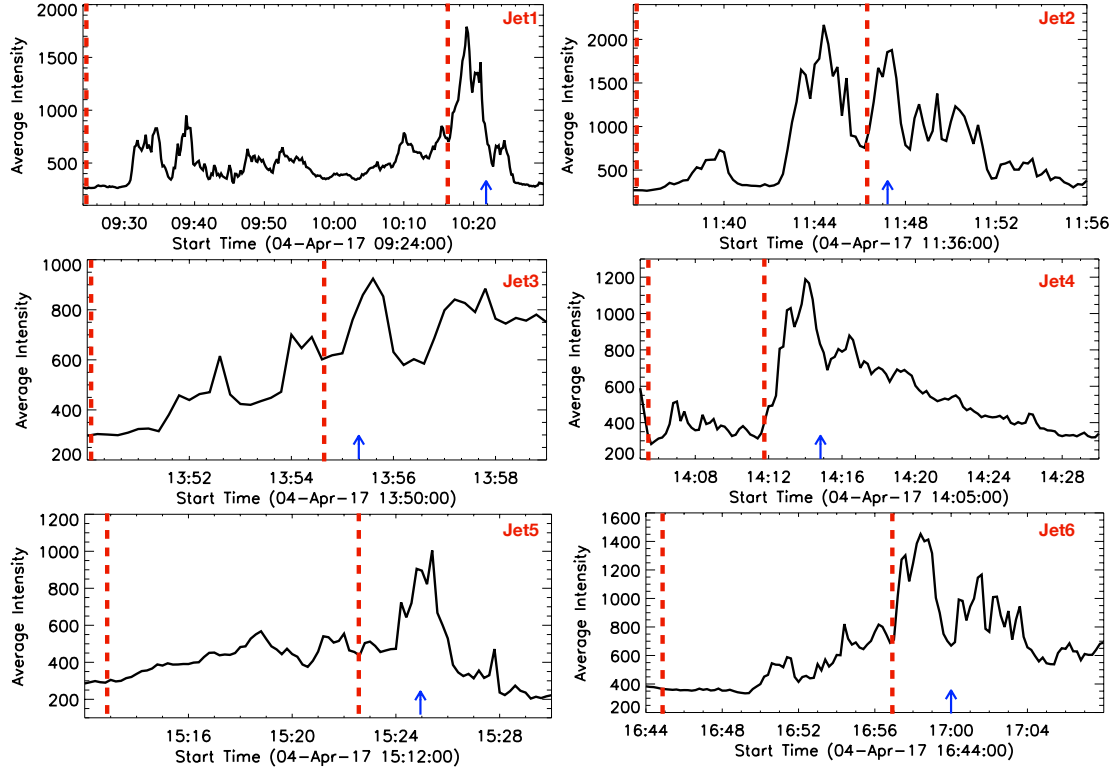 Jet1
2000
1500
1000
500
Average Intensity
09:30 09:40 09:50 10:00 10:10 10:20
Start Time (04-Apr-17 09:24:00)
Jet2
2000
1500
1000
500
Average Intensity
11:40 11:44 11:48 11:52 11:56
Start Time (04-Apr-17 11:36:00)
Jet3
1000
800
600
400
200
Average Intensity
13:52 13:54 13:56 13:58
Start Time (04-Apr-17 13:50:00)
Jet4
1200
1000
800
600
400
200
Average Intensity
14:08 14:12 14:16 14:20 14:24 14:28
Start Time (04-Apr-17 14:05:00)
Jet5
1200
1000
800
600
400
200
Average Intensity
15:16 15:20 15:24 15:28
Start Time (04-Apr-17 15:12:00)
Jet6
1600
1400
1200
1000
800
600
400
200
Average Intensity
16:44 16:48 16:52 16:56 17:00 17:04
Start Time (04-Apr-17 16:44:00)